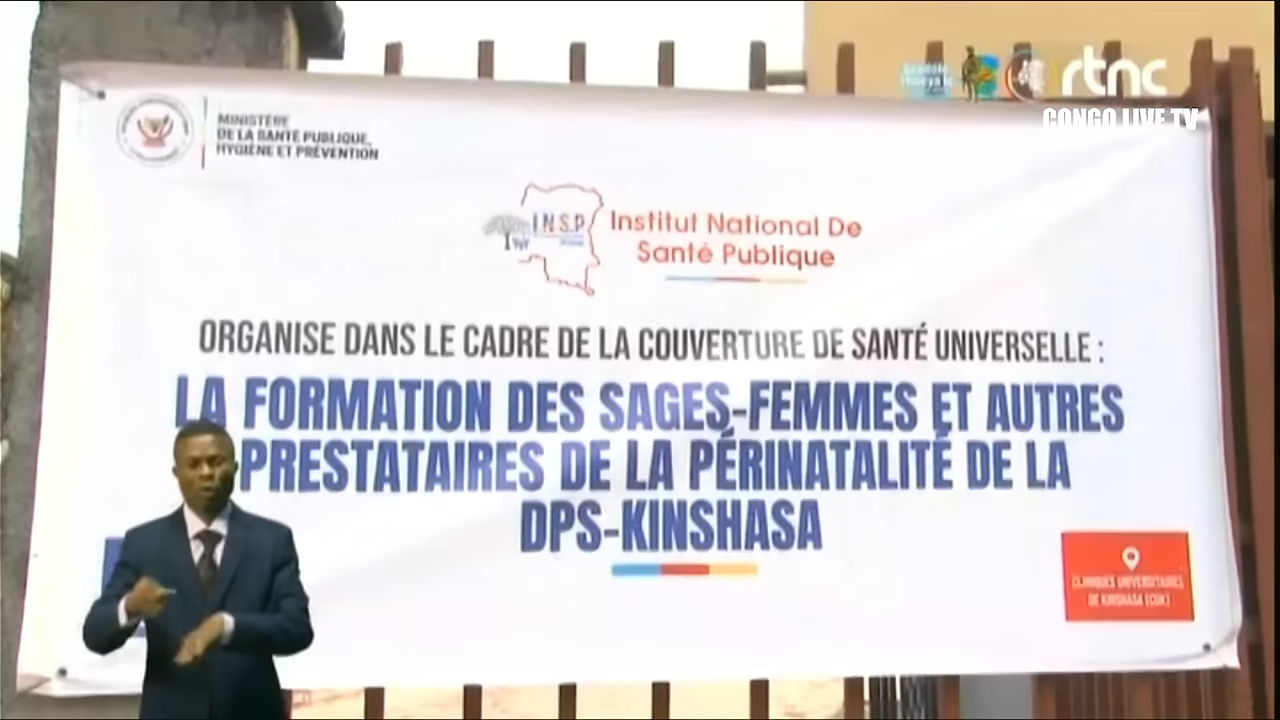 rtnc
CONGO LIVE TV
MINISTÈRE
DE LA SANTÉ PUBLIQUE,
HYGIÈNE ET PRÉVENTION
I.N.S.P
Institut National De
Santé Publique
ORGANISE DANS LE CADRE DE LA COUVERTURE DE SANTÉ UNIVERSELLE :
LA FORMATION DES SAGES-FEMMES ET AUTRES
PRESTATAIRES DE LA PÉRINATALITÉ DE LA
DPS-KINSHASA
CLINIQUES UNIVERSITAIRES
DE KINSHASA (CUK)